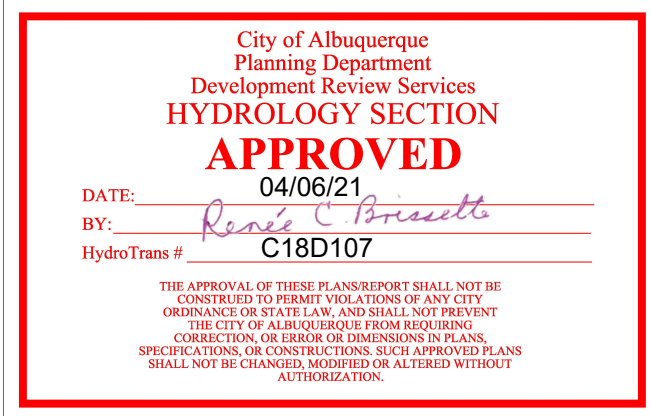 City of Albuquerque
Planning Department
Development Review Services
HYDROLOGY SECTION
APPROVED
DATE: 04/06/21
BY: Renée C. Brissette
HydroTrans # C18D107
THE APPROVAL OF THESE PLANS/REPORT SHALL NOT BE
CONSTRUED TO PERMIT VIOLATIONS OF ANY CITY
ORDINANCE OR STATE LAW, AND SHALL NOT PREVENT
THE CITY OF ALBUQUERQUE FROM REQUIRING
CORRECTION, OR ERROR OR DIMENSIONS IN PLANS,
SPECIFICATIONS, OR CONSTRUCTIONS. SUCH APPROVED PLANS
SHALL NOT BE CHANGED, MODIFIED OR ALTERED WITHOUT
AUTHORIZATION.